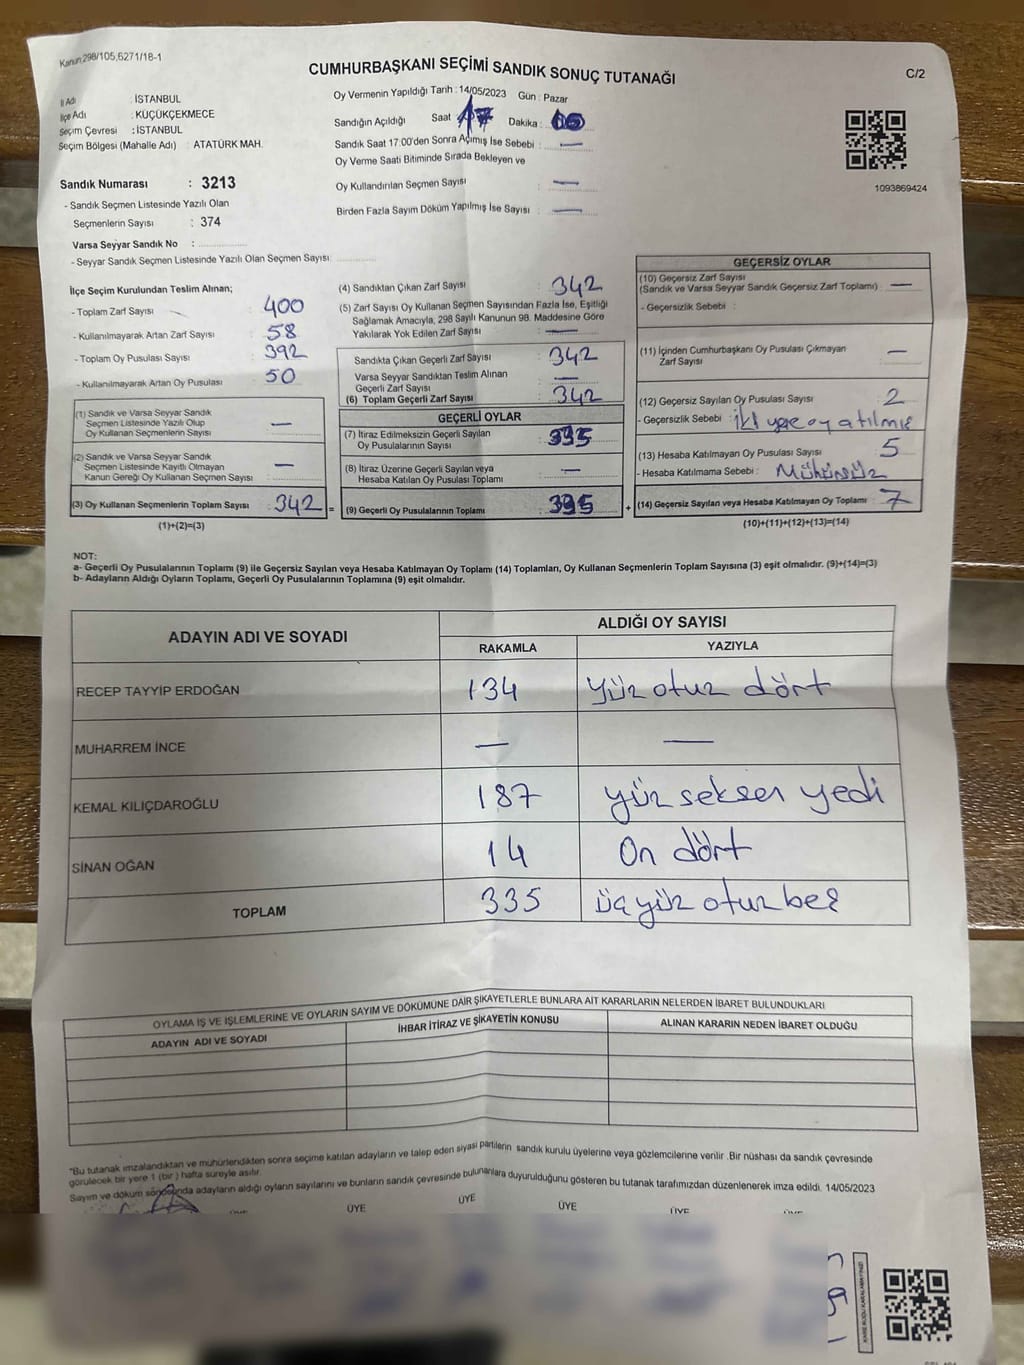 Kanun 298/105,6271/18-1
CUMHURBAŞKANI SEÇİMİ SANDIK SONUÇ TUTANAĞI
C/2
İl Adı : İSTANBUL
İlçe Adı : KÜÇÜKÇEKMECE
Seçim Çevresi : İSTANBUL
Seçim Bölgesi (Mahalle Adı) : ATATÜRK MAH.
Oy Vermenin Yapıldığı Tarih : 14/05/2023 Gün : Pazar
Sandığın Açıldığı Saat 17 Dakika :
Sandık Saat 17:00'den Sonra Açımış İse Sebebi : —
Oy Verme Saati Bitiminde Sırada Bekleyen ve
Oy Kullandırılan Seçmen Sayısı : —
Birden Fazla Sayım Döküm Yapılmış İse Sayısı : —
1093869424
Sandık Numarası : 3213
- Sandık Seçmen Listesinde Yazılı Olan
Seçmenlerin Sayısı : 374
Varsa Seyyar Sandık No :
- Seyyar Sandık Seçmen Listesinde Yazılı Olan Seçmen Sayısı:
İlçe Seçim Kurulundan Teslim Alınan;
- Toplam Zarf Sayısı : 400
- Kullanılmayarak Artan Zarf Sayısı : 58
- Toplam Oy Pusulası Sayısı : 392
- Kullanılmayarak Artan Oy Pusulası : 50
(1) Sandık ve Varsa Seyyar Sandık
Seçmen Listesinde Yazılı Olup
Oy Kullanan Seçmenlerin Sayısı : —
(2) Sandık ve Varsa Seyyar Sandık
Seçmen Listesinde Kayıtlı Olmayan
Kanun Gereği Oy Kullanan Seçmen Sayısı : —
(3) Oy Kullanan Seçmenlerin Toplam Sayısı : 342 =
(1)+(2)=(3)
(4) Sandıktan Çıkan Zarf Sayısı : 342
(5) Zarf Sayısı Oy Kullanan Seçmen Sayısından Fazla İse, Eşitliği
Sağlamak Amacıyla, 298 Sayılı Kanunun 98. Maddesine Göre
Yakılarak Yok Edilen Zarf Sayısı : —
Sandıkta Çıkan Geçerli Zarf Sayısı : 342
Varsa Seyyar Sandıktan Teslim Alınan
Geçerli Zarf Sayısı : —
(6) Toplam Geçerli Zarf Sayısı : 342
GEÇERLİ OYLAR
(7) İtiraz Edilmeksizin Geçerli Sayılan
Oy Pusulalarının Sayısı : 335
(8) İtiraz Üzerine Geçerli Sayılan veya
Hesaba Katılan Oy Pusulası Toplamı : —
(9) Geçerli Oy Pusulalarının Toplamı : 335 +
GEÇERSİZ OYLAR
(10) Geçersiz Zarf Sayısı
(Sandık ve Varsa Seyyar Sandık Geçersiz Zarf Toplamı) : —
- Geçersizlik Sebebi :
(11) İçinden Cumhurbaşkanı Oy Pusulası Çıkmayan
Zarf Sayısı : —
(12) Geçersiz Sayılan Oy Pusulası Sayısı : 2
- Geçersizlik Sebebi : İki yere oy atılmış
(13) Hesaba Katılmayan Oy Pusulası Sayısı : 5
- Hesaba Katılmama Sebebi : Mühürsüz
(14) Geçersiz Sayılan veya Hesaba Katılmayan Oy Toplamı : 7
(10)+(11)+(12)+(13)=(14)
NOT:
a- Geçerli Oy Pusulalarının Toplamı (9) ile Geçersiz Sayılan veya Hesaba Katılmayan Oy Toplamı (14) Toplamları, Oy Kullanan Seçmenlerin Toplam Sayısına (3) eşit olmalıdır. (9)+(14)=(3)
b- Adayların Aldığı Oyların Toplamı, Geçerli Oy Pusulalarının Toplamına (9) eşit olmalıdır.
ADAYIN ADI VE SOYADI
ALDIĞI OY SAYISI
RAKAMLA YAZIYLA
RECEP TAYYİP ERDOĞAN 134 yüz otuz dört
MUHARREM İNCE — —
KEMAL KILIÇDAROĞLU 187 yüz seksen yedi
SİNAN OĞAN 14 On dört
TOPLAM 335 üçyüz otuz beş
OYLAMA İŞ VE İŞLEMLERİNE VE OYLARIN SAYIM VE DÖKÜMÜNE DAİR ŞİKAYETLERLE BUNLARA AİT KARARLARIN NELERDEN İBARET BULUNDUKLARI
ADAYIN ADI VE SOYADI İHBAR İTİRAZ VE ŞİKAYETİN KONUSU ALINAN KARARIN NEDEN İBARET OLDUĞU
"Bu tutanak imzalandıktan ve mühürlendikten sonra seçime katılan adayların ve talep eden siyasi partilerin sandık kurulu üyelerine veya gözlemcilerine verilir. Bir nüshası da sandık çevresinde
görülecek bir yere 1 (bir) hafta süreyle asılır.
Sayım ve döküm sonosunda adayların aldığı oyların sayılarını ve bunların sandık çevresinde bulunanlara duyurulduğunu gösteren bu tutanak tarafımızdan düzenlenerek imza edildi. 14/05/2023
ÜYE ÜYE ÜYE ÜYE
KARE KODU KARALAMAYINIZ!